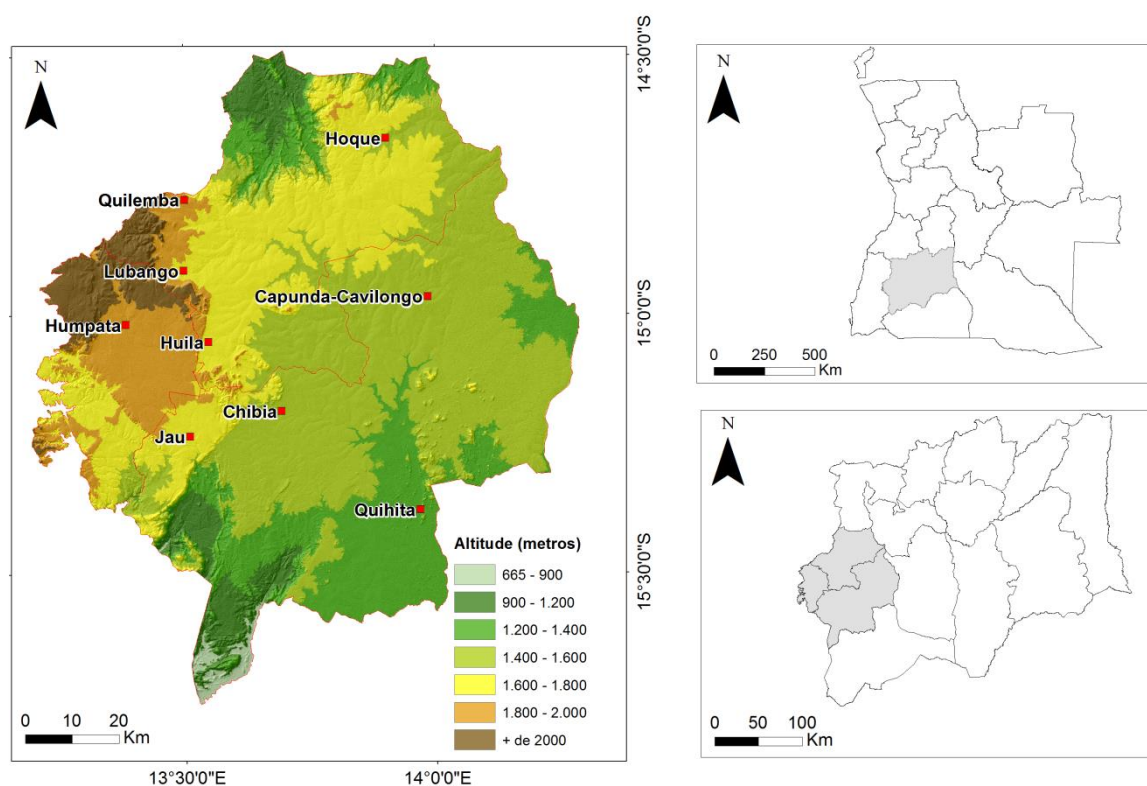 N
Hoque
Quilemba
Lubango
Capunda-Cavilongo
Humpata
Huila
Chibia
Jau
Quihita
Altitude (metros)
665 - 900
900 - 1.200
1.200 - 1.400
1.400 - 1.600
1.600 - 1.800
1.800 - 2.000
+ de 2000
0 10 20
Km
13°30'0"E 14°0'0"E
14°30'0"S
15°0'0"S
15°30'0"S
N
0 250 500
Km
N
0 50 100
Km